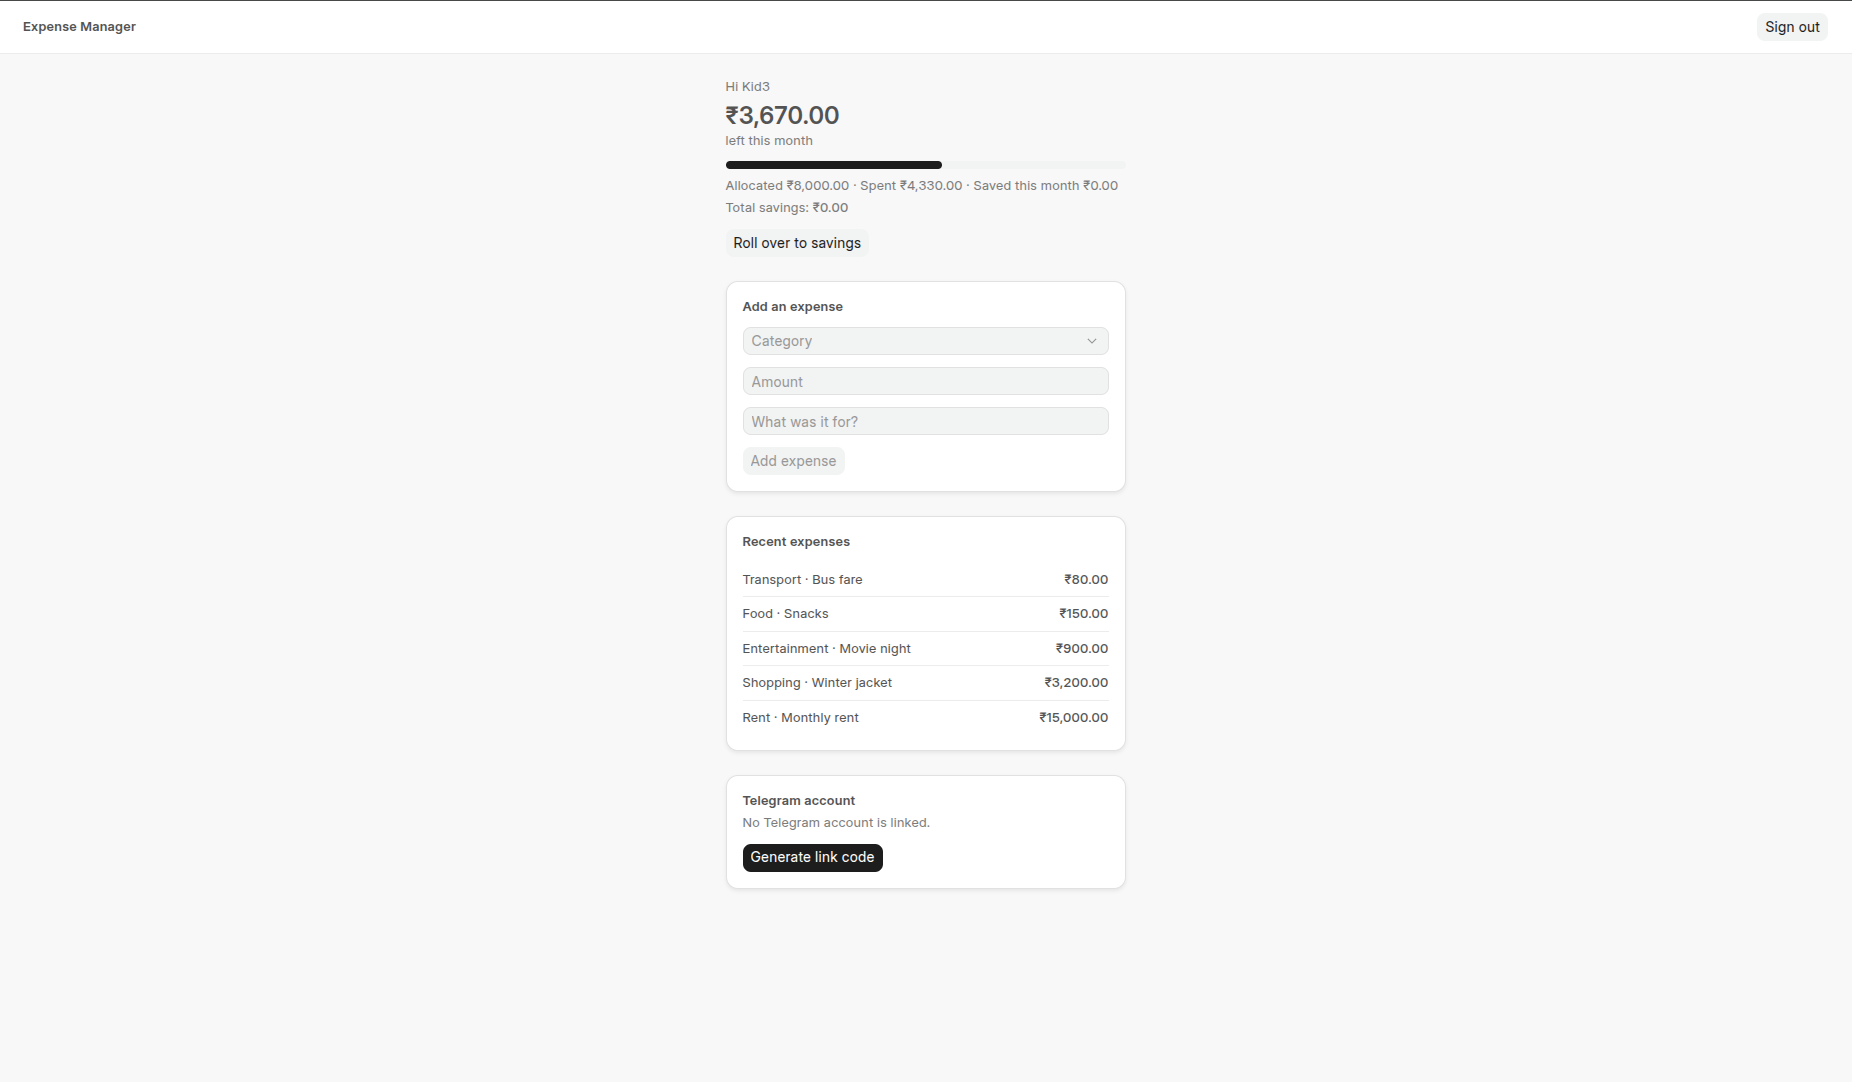 Expense Manager
Sign out
Hi Kid3
₹3,670.00
left this month
Allocated ₹8,000.00 · Spent ₹4,330.00 · Saved this month ₹0.00
Total savings: ₹0.00
Roll over to savings
Add an expense
Category
Amount
What was it for?
Add expense
Recent expenses
Transport · Bus fare ₹80.00
Food · Snacks ₹150.00
Entertainment · Movie night ₹900.00
Shopping · Winter jacket ₹3,200.00
Rent · Monthly rent ₹15,000.00
Telegram account
No Telegram account is linked.
Generate link code